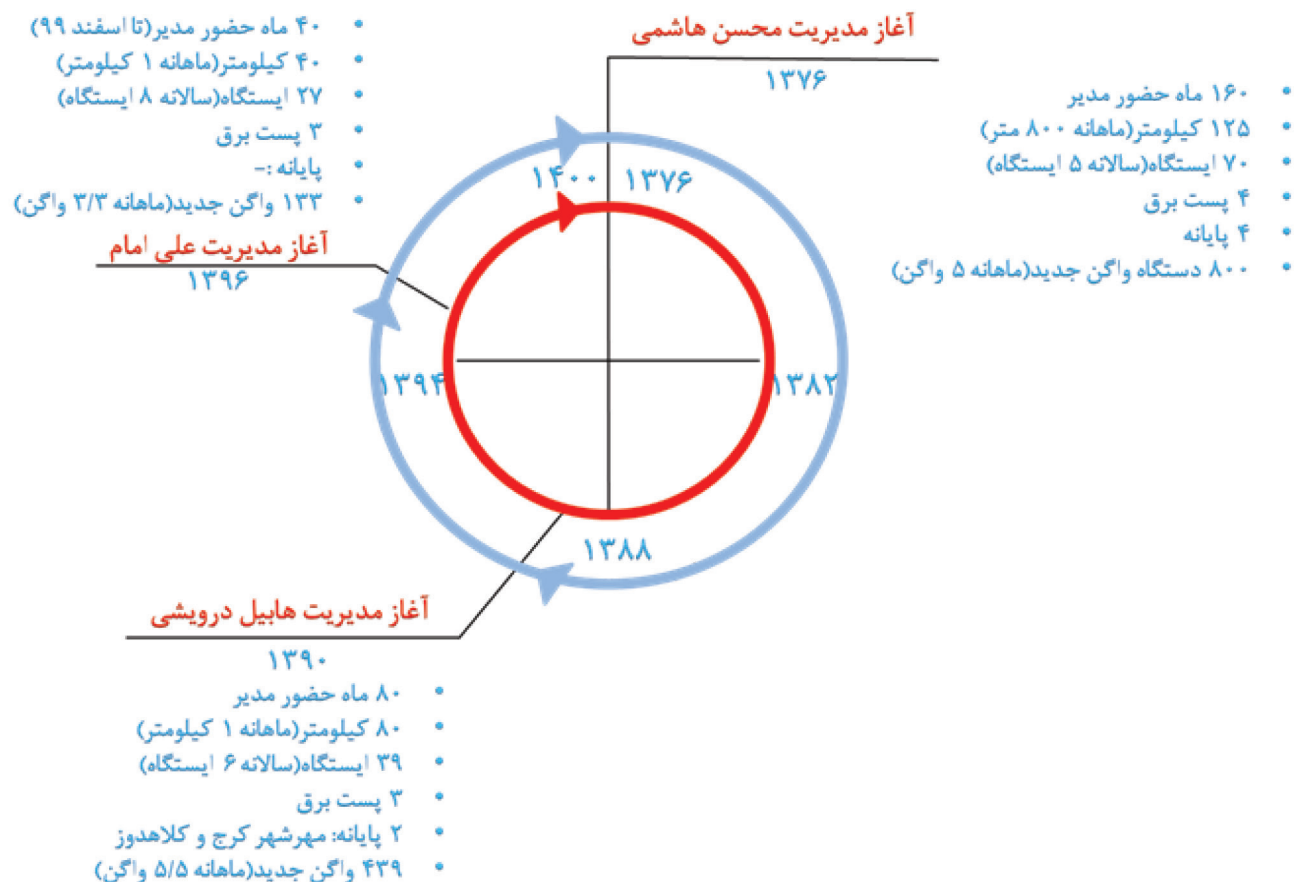 آغاز مدیریت محسن هاشمی
۱۳۷۶
• ۱۶۰ ماه حضور مدیر
• ۱۲۵ کیلومتر(ماهانه ۸۰۰ متر)
• ۷۰ ایستگاه(سالانه ۵ ایستگاه)
• ۴ پست برق
• ۴ پایانه
• ۸۰۰ دستگاه واگن جدید(ماهانه ۵ واگن)
• ۴۰ ماه حضور مدیر(تا اسفند ۹۹)
• ۴۰ کیلومتر(ماهانه ۱ کیلومتر)
• ۲۷ ایستگاه(سالانه ۸ ایستگاه)
• ۳ پست برق
• پایانه :-
• ۱۳۳ واگن جدید(ماهانه ۳/۳ واگن)
آغاز مدیریت علی امام
۱۳۹۶
۱۳۷۶
۱۴۰۰
۱۳۸۲
۱۳۹۴
۱۳۸۸
آغاز مدیریت هابیل درویشی
۱۳۹۰
• ۸۰ ماه حضور مدیر
• ۸۰ کیلومتر(ماهانه ۱ کیلومتر)
• ۳۹ ایستگاه(سالانه ۶ ایستگاه)
• ۳ پست برق
• ۲ پایانه: مهرشهر کرج و کلاهدوز
• ۴۳۹ واگن جدید(ماهانه ۵/۵ واگن)